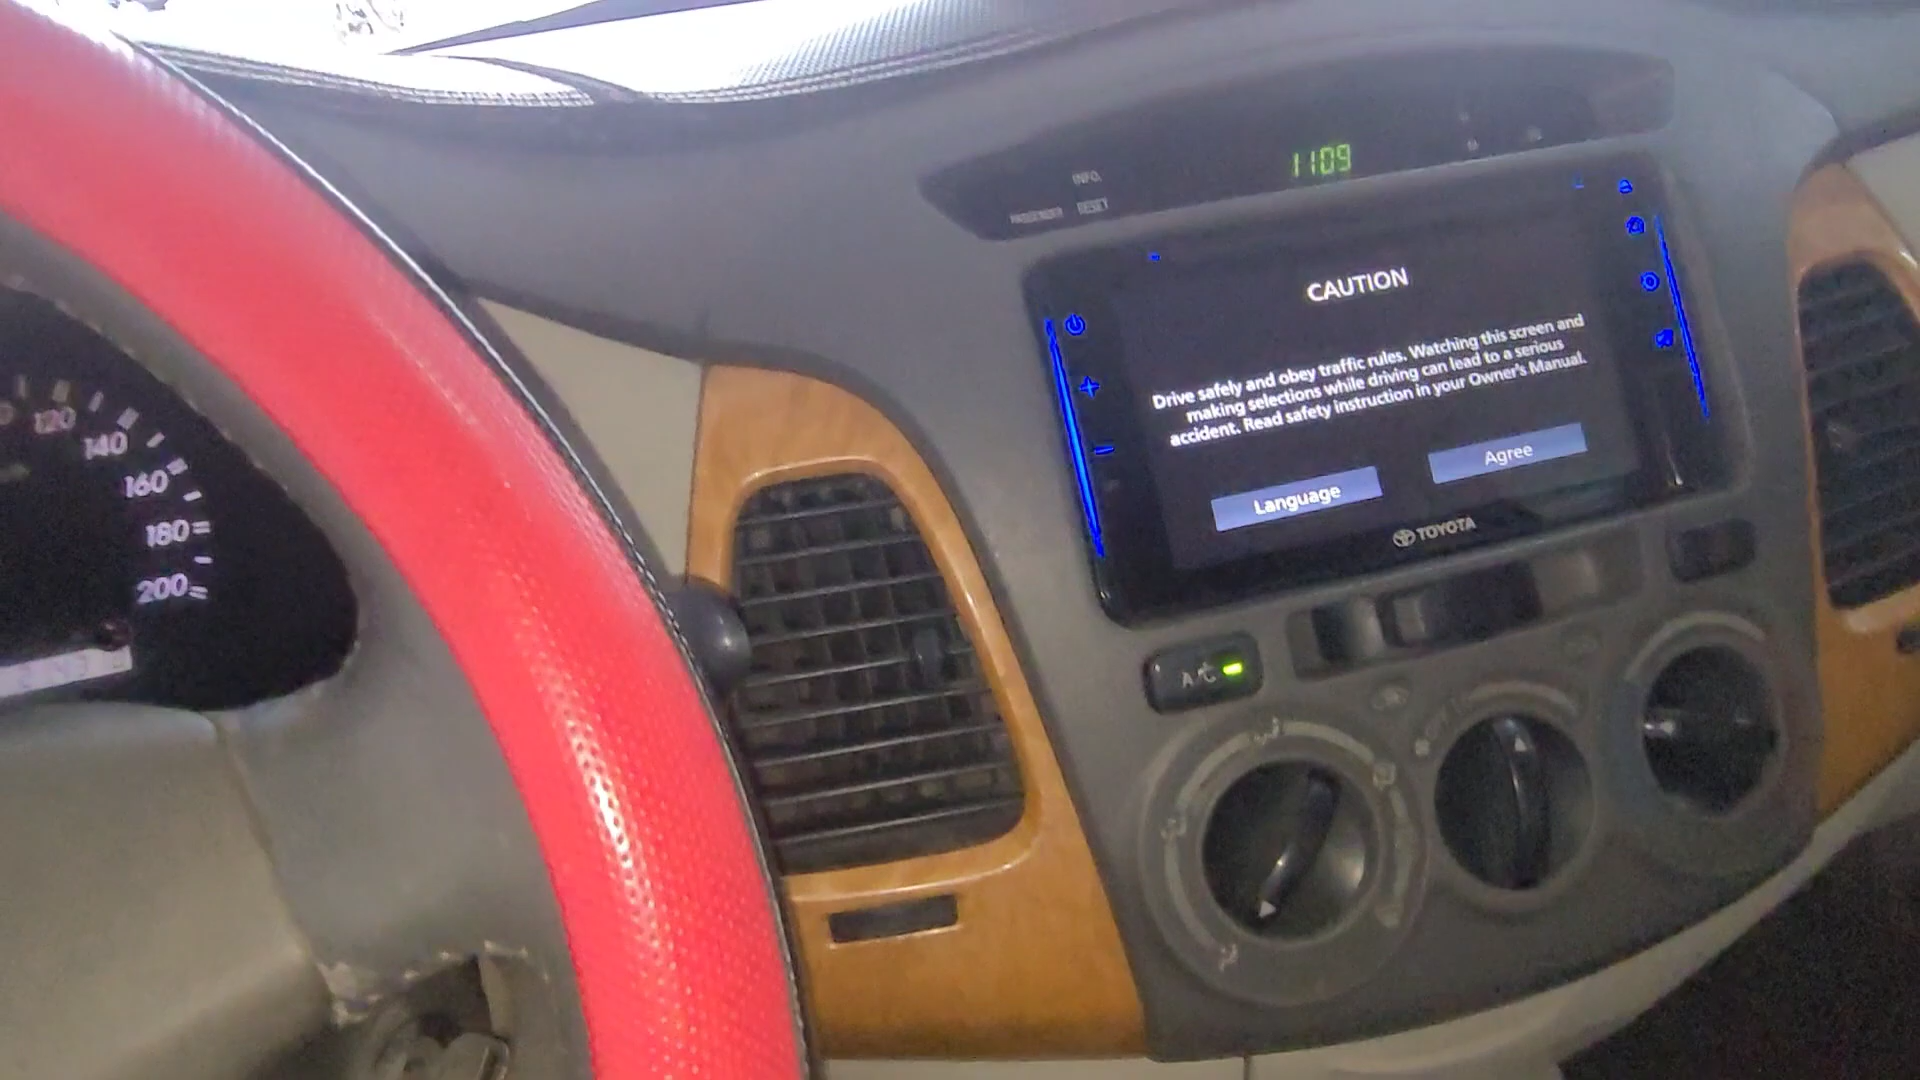 1109
INFO.
PASSENGER RESET
CAUTION
Drive safely and obey traffic rules. Watching this screen and
making selections while driving can lead to a serious
accident. Read safety instruction in your Owner's Manual.
Agree
Language
TOYOTA
A/C
120
140
160
180
200